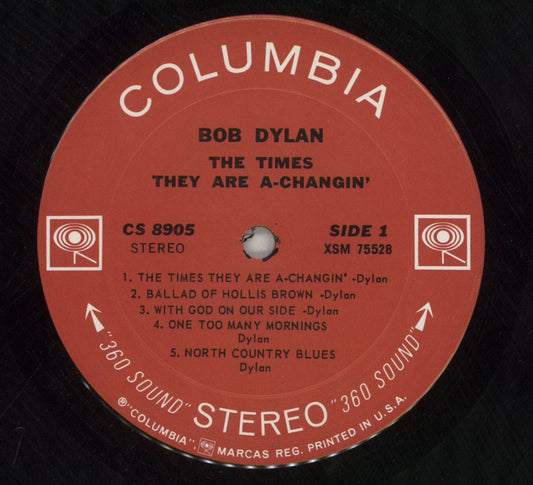 COLUMBIA
BOB DYLAN
THE TIMES
THEY ARE A-CHANGIN'
CS 8905 SIDE 1
STEREO XSM 75528
1. THE TIMES THEY ARE A-CHANGIN' -Dylan
2. BALLAD OF HOLLIS BROWN -Dylan
3. WITH GOD ON OUR SIDE -Dylan
4. ONE TOO MANY MORNINGS
Dylan
5. NORTH COUNTRY BLUES
Dylan
"360 SOUND" STEREO "360 SOUND"
® "COLUMBIA", MARCAS REG. PRINTED IN U.S.A.